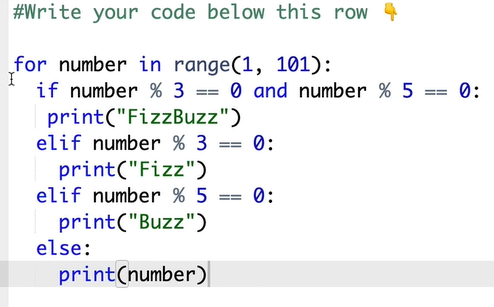 #Write your code below this row 👇
for number in range(1, 101):
  if number % 3 == 0 and number % 5 == 0:
   print("FizzBuzz")
  elif number % 3 == 0:
    print("Fizz")
  elif number % 5 == 0:
    print("Buzz")
  else:
    print(number)